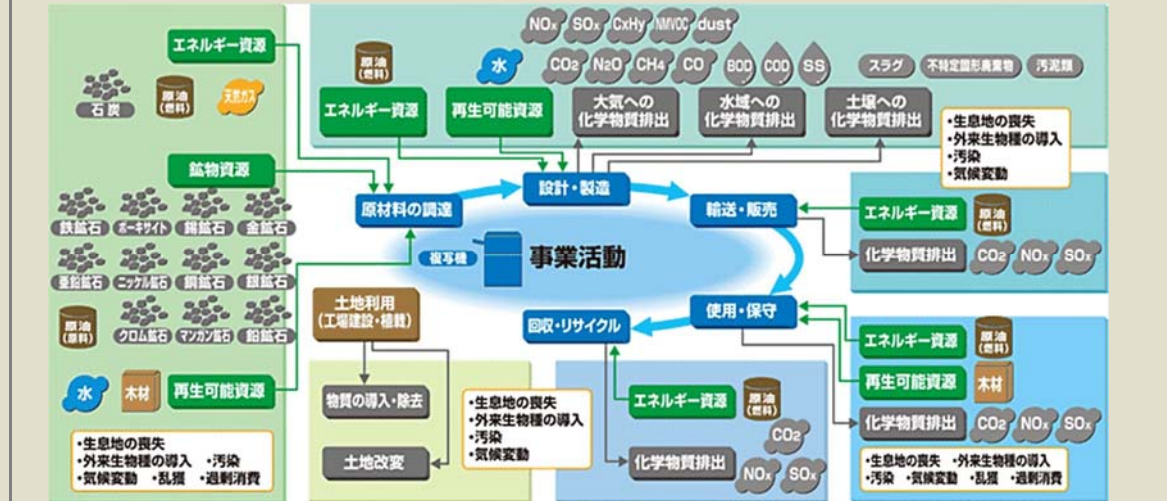 エネルギー資源
石炭
原油
(燃料)
天然ガス
鉱物資源
鉄鉱石
ボーキサイト
錫鉱石
金鉱石
亜鉛鉱石
ニッケル鉱石
銅鉱石
銀鉱石
原油
(原料)
クロム鉱石
マンガン鉱石
鉛鉱石
水
木材
再生可能資源
・生息地の喪失
・外来生物種の導入 ・汚染
・気候変動 ・乱獲 ・過剰消費
NOx SOx CxHy NMVOC dust
CO2 N2O CH4 CO BOD COD SS
スラグ 不特定固形廃棄物 汚泥類
原油
(燃料)
水
エネルギー資源
再生可能資源
大気への
化学物質排出
水域への
化学物質排出
土壌への
化学物質排出
・生息地の喪失
・外来生物種の導入
・汚染
・気候変動
原材料の調達
設計・製造
輸送・販売
使用・保守
回収・リサイクル
複写機
事業活動
エネルギー資源
原油
(燃料)
化学物質排出
CO2 NOx SOx
土地利用
(工場建設・植栽)
物質の導入・除去
土地改変
・生息地の喪失
・外来生物種の導入
・汚染
・気候変動
エネルギー資源
原油
(燃料)
化学物質排出
CO2
NOx SOx
エネルギー資源
原油
(燃料)
再生可能資源
木材
化学物質排出
CO2 NOx SOx
・生息地の喪失 ・外来生物種の導入
・汚染 ・気候変動 ・乱獲 ・過剰消費